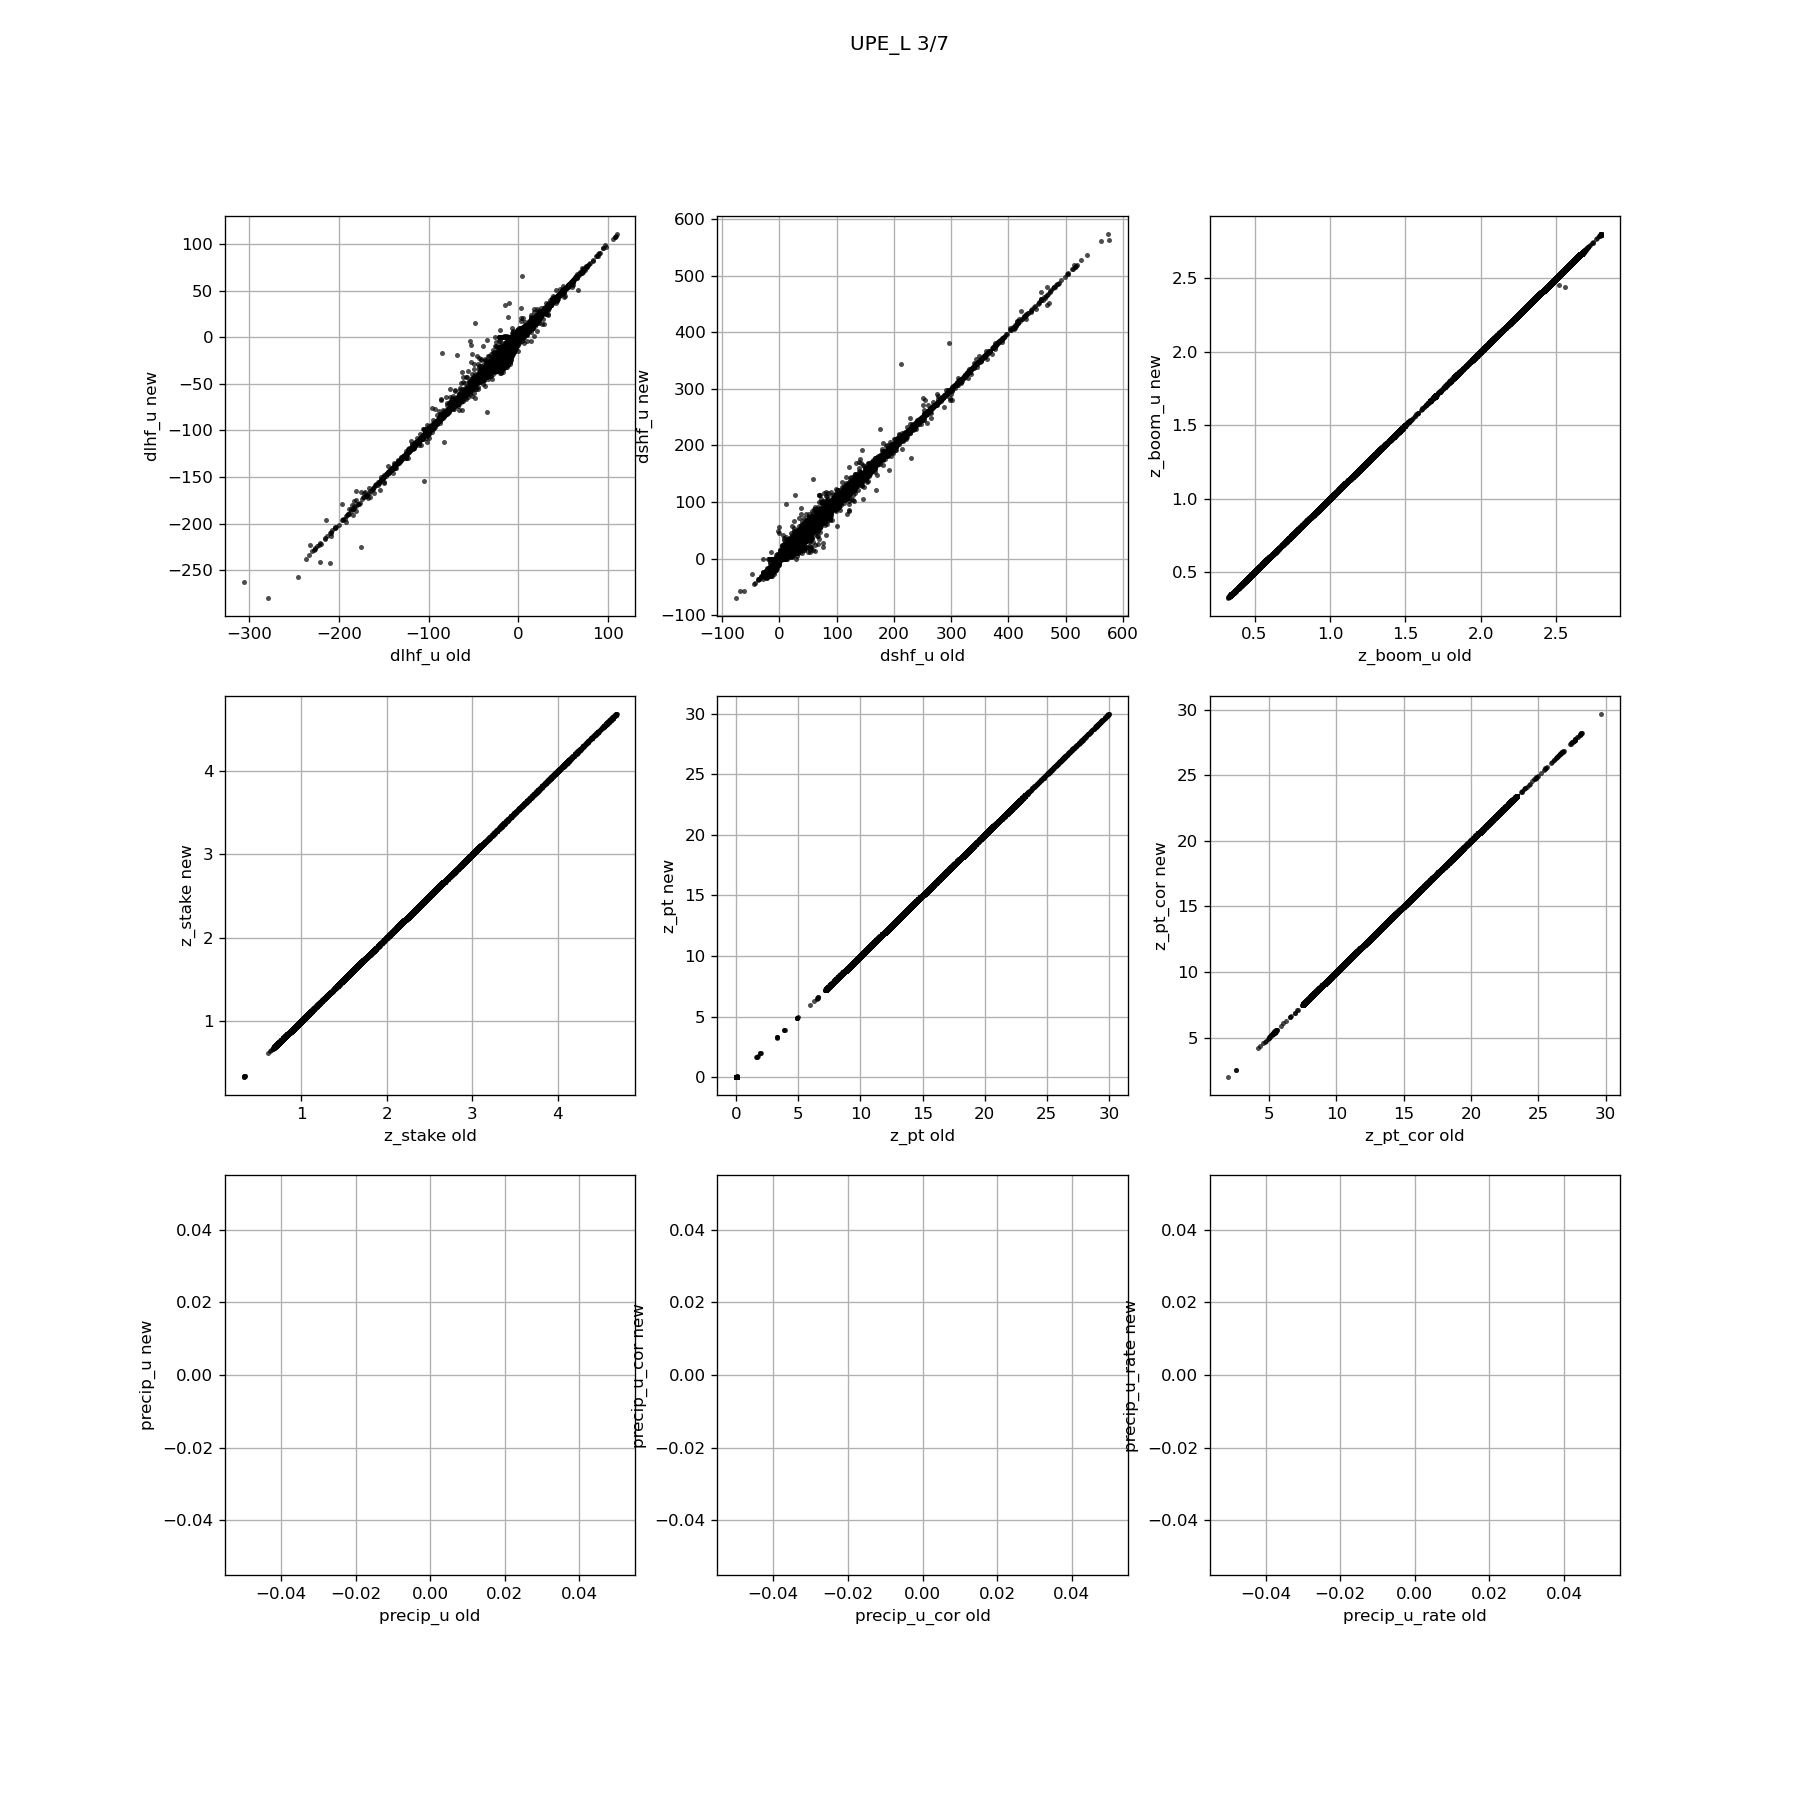 UPE_L 3/7
dlhf_u new
100
50
0
−50
−100
−150
−200
−250
−300 −200 −100 0 100
dlhf_u old
dshf_u new
600
500
400
300
200
100
0
−100
−100 0 100 200 300 400 500 600
dshf_u old
z_boom_u new
2.5
2.0
1.5
1.0
0.5
0.5 1.0 1.5 2.0 2.5
z_boom_u old
z_stake new
4
3
2
1
1 2 3 4
z_stake old
z_pt new
30
25
20
15
10
5
0
0 5 10 15 20 25 30
z_pt old
z_pt_cor new
30
25
20
15
10
5
5 10 15 20 25 30
z_pt_cor old
precip_u new
0.04
0.02
0.00
−0.02
−0.04
−0.04 −0.02 0.00 0.02 0.04
precip_u old
precip_u_cor new
0.04
0.02
0.00
−0.02
−0.04
−0.04 −0.02 0.00 0.02 0.04
precip_u_cor old
precip_u_rate new
0.04
0.02
0.00
−0.02
−0.04
−0.04 −0.02 0.00 0.02 0.04
precip_u_rate old